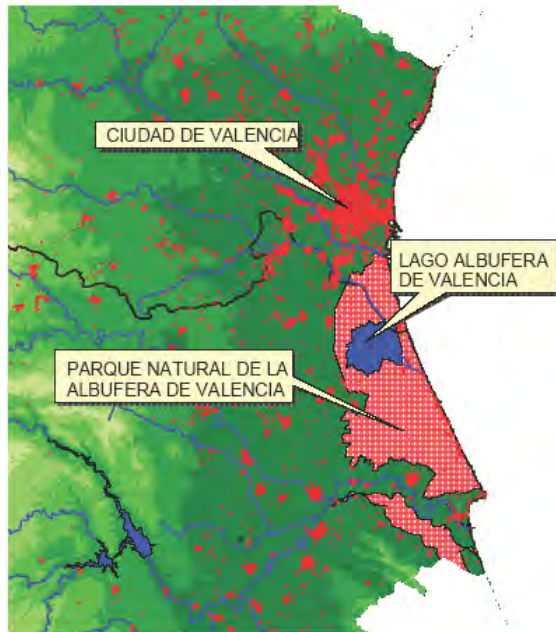 CIUDAD DE VALENCIA
LAGO ALBUFERA
DE VALENCIA
PARQUE NATURAL DE LA
ALBUFERA DE VALENCIA